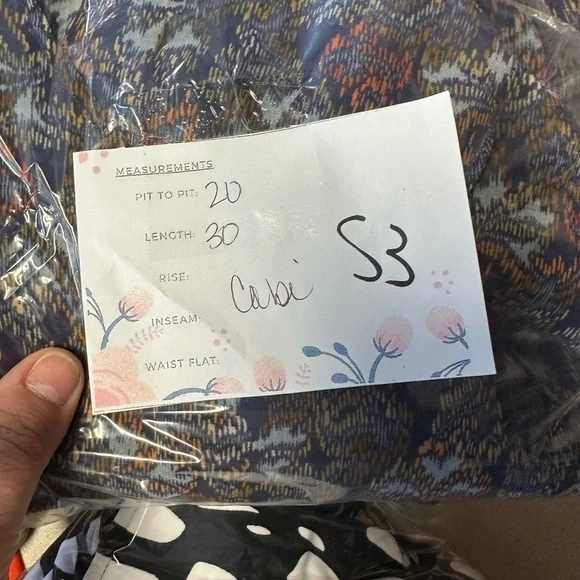 MEASUREMENTS
PIT TO PIT: 20
LENGTH: 30
S3
RISE:
Cabi
INSEAM:
WAIST FLAT: